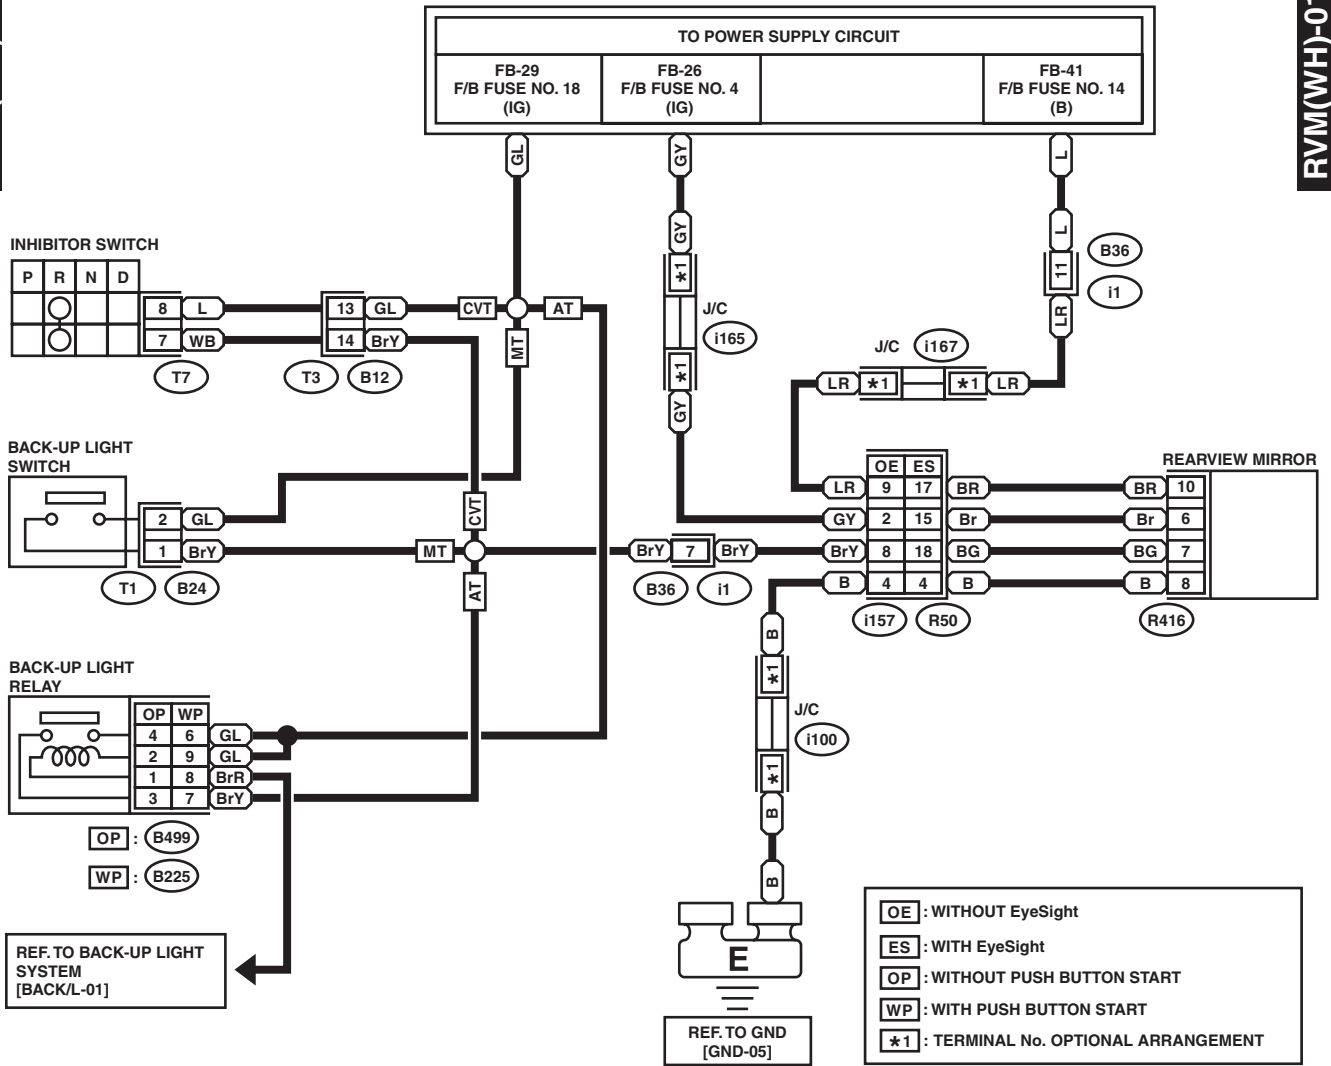 RVM(WH)-01
TO POWER SUPPLY CIRCUIT
FB-29
F/B FUSE NO. 18
(IG)
FB-26
F/B FUSE NO. 4
(IG)
FB-41
F/B FUSE NO. 14
(B)
GL
GY
L
GY
L
*1
11
B36
i1
LR
J/C
i165
*1
GY
INHIBITOR SWITCH
P R N D
8 L
7 WB
13 GL
14 BrY
CVT
AT
MT
T7
T3
B12
J/C
i167
LR *1 *1 LR
BACK-UP LIGHT
SWITCH
2 GL
1 BrY
T1
B24
CVT
MT
AT
BrY 7 BrY
B36
i1
OE ES
LR 9 17 BR
GY 2 15 Br
BrY 8 18 BG
B 4 4 B
i157
R50
REARVIEW MIRROR
BR 10
Br 6
BG 7
B 8
R416
BACK-UP LIGHT
RELAY
OP WP
4 6 GL
2 9 GL
1 8 BrR
3 7 BrY
OP : B499
WP : B225
REF. TO BACK-UP LIGHT
SYSTEM
[BACK/L-01]
B
*1
J/C
i100
*1
B
B
E
REF. TO GND
[GND-05]
OE : WITHOUT EyeSight
ES : WITH EyeSight
OP : WITHOUT PUSH BUTTON START
WP : WITH PUSH BUTTON START
*1 : TERMINAL No. OPTIONAL ARRANGEMENT